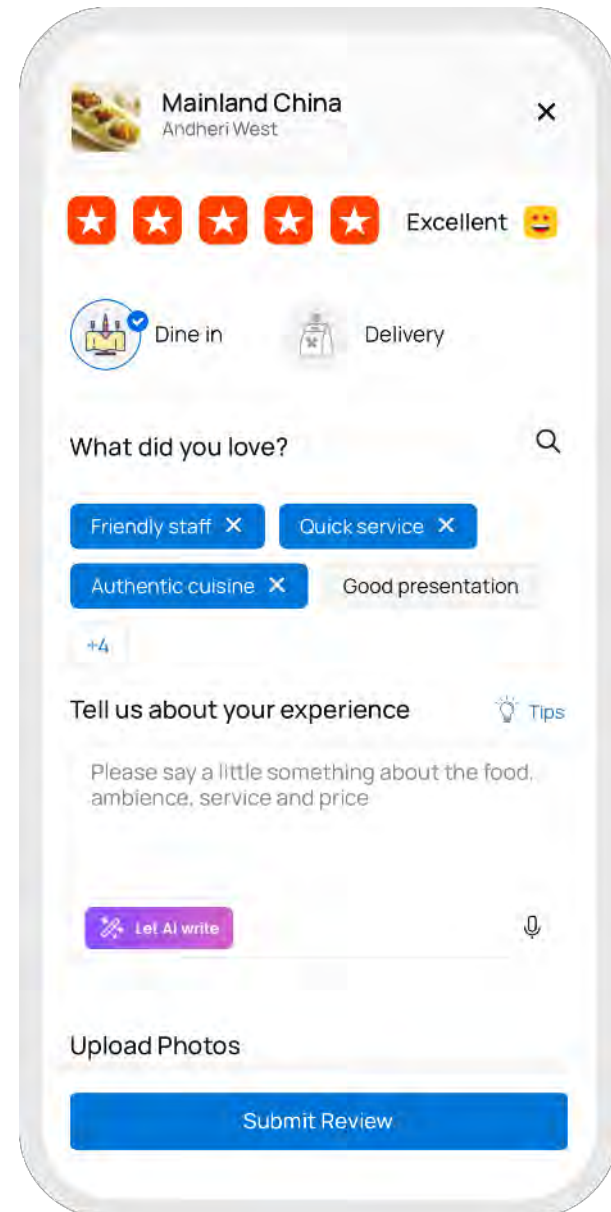 Mainland China
Andheri West
Excellent
Dine in
Delivery
What did you love?
Friendly staff
Quick service
Authentic cuisine
Good presentation
+4
Tell us about your experience
Tips
Please say a little something about the food,
ambience, service and price
Let AI write
Upload Photos
Submit Review